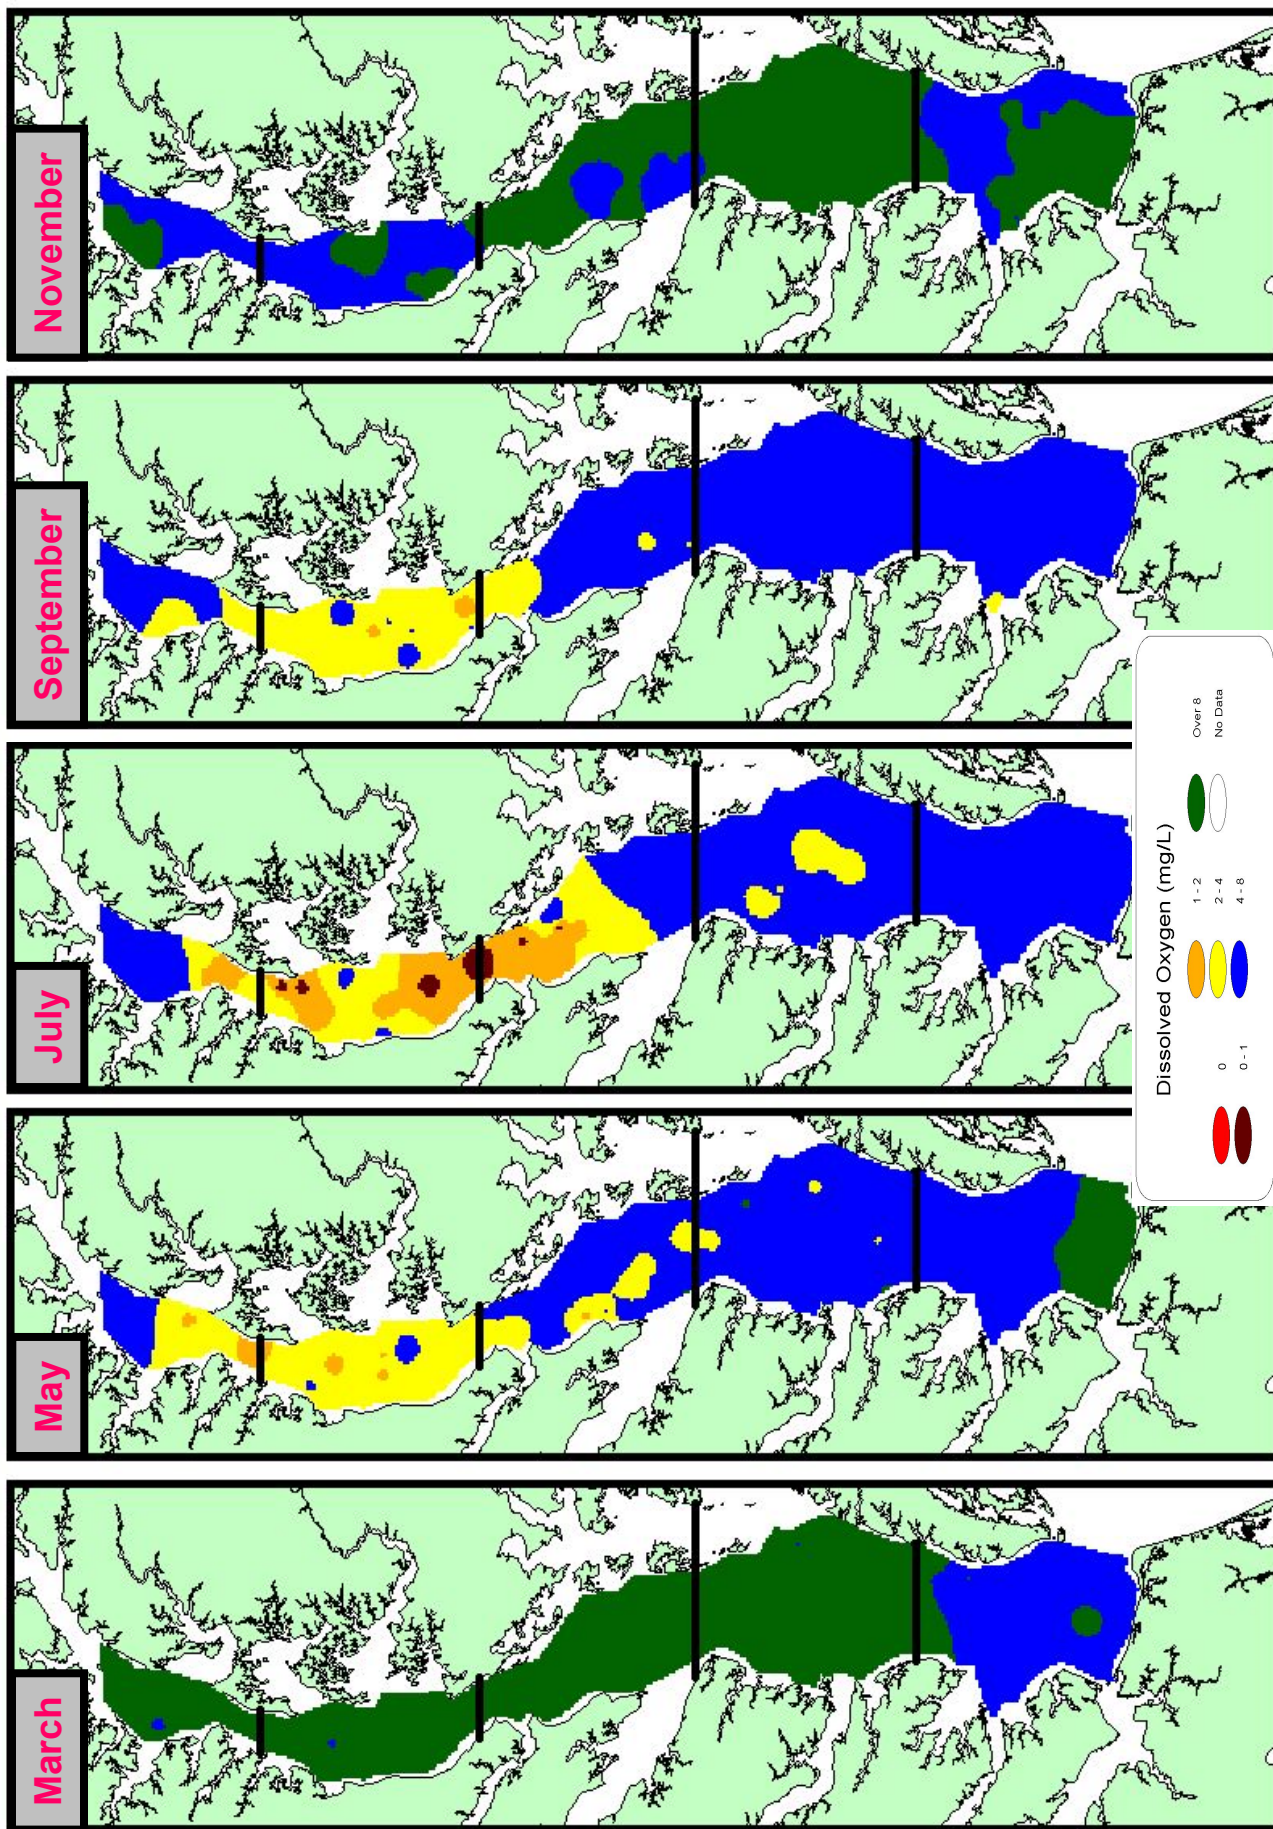 March
May
July
September
November
Dissolved Oxygen (mg/L)
0
0 - 1
1 - 2
2 - 4
4 - 8
Over 8
No Data